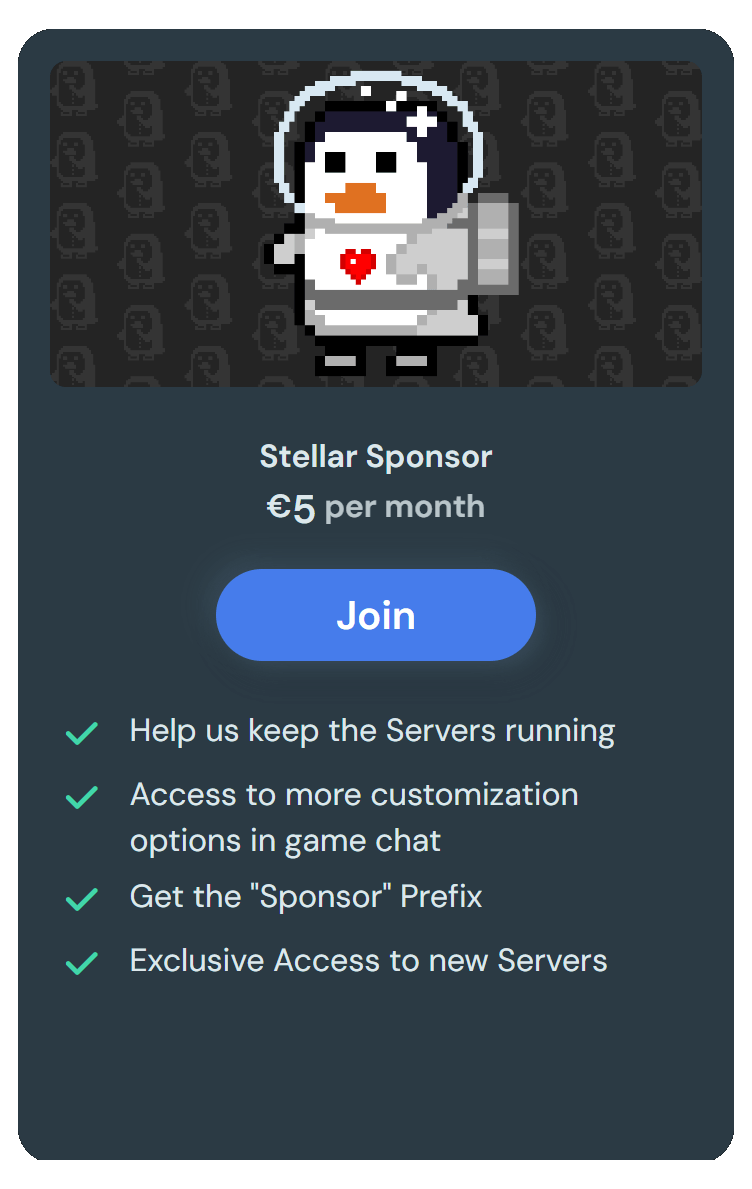 Stellar Sponsor
€5 per month
Join
Help us keep the Servers running
Access to more customization
options in game chat
Get the "Sponsor" Prefix
Exclusive Access to new Servers